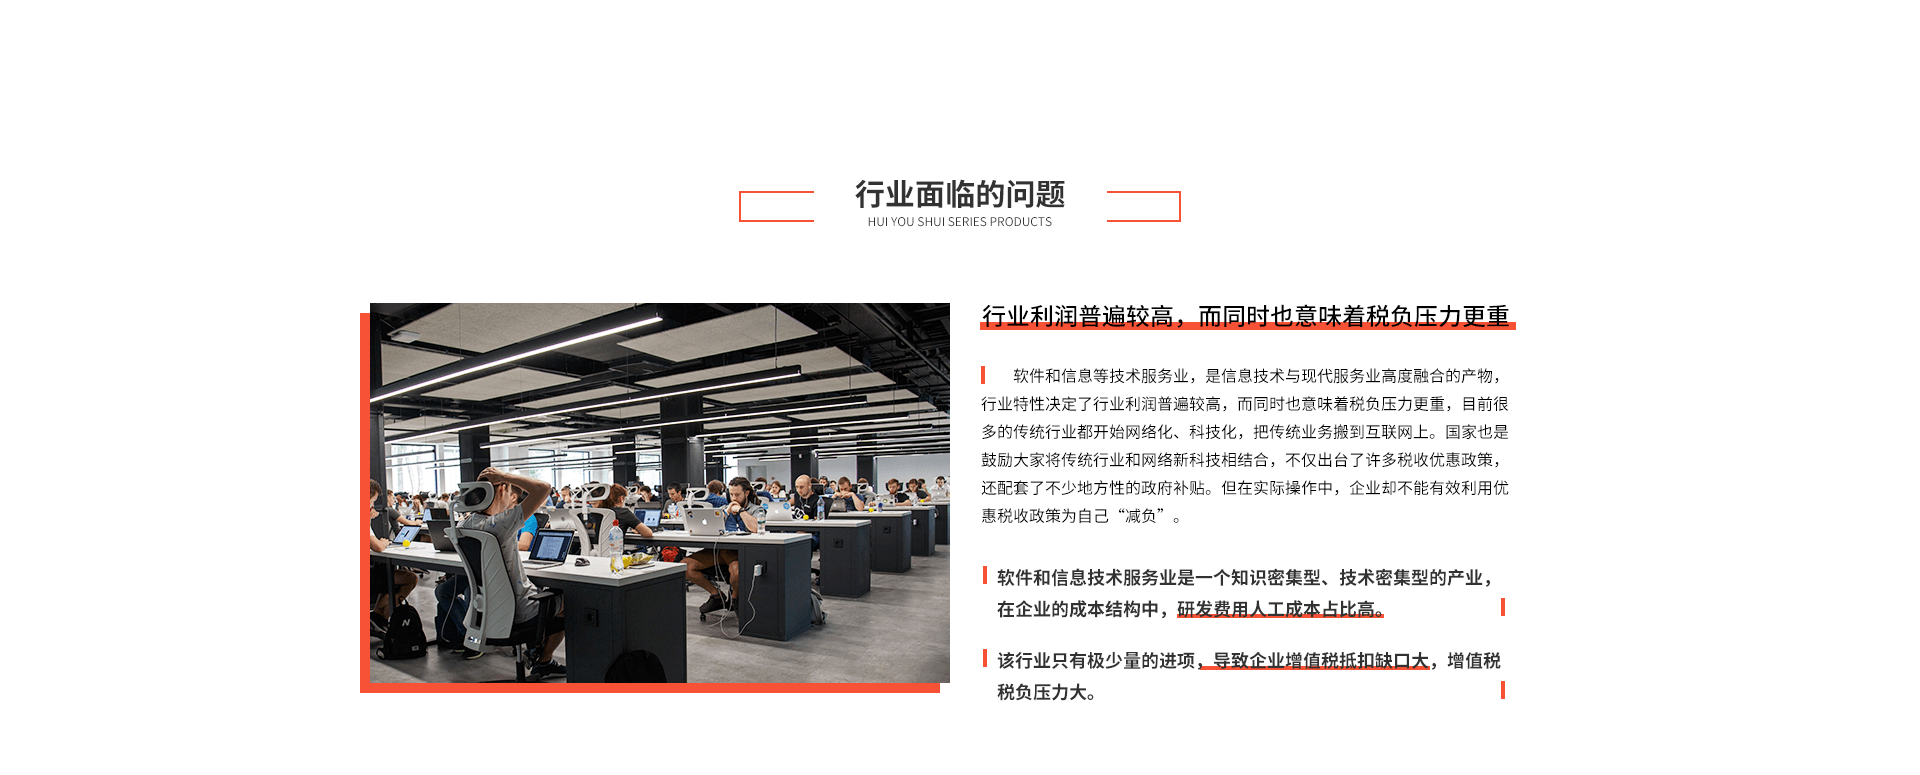 行业面临的问题
HUI YOU SHUI SERIES PRODUCTS
行业利润普遍较高，而同时也意味着税负压力更重
软件和信息等技术服务业，是信息技术与现代服务业高度融合的产物，
行业特性决定了行业利润普遍较高，而同时也意味着税负压力更重，目前很
多的传统行业都开始网络化、科技化，把传统业务搬到互联网上。国家也是
鼓励大家将传统行业和网络新科技相结合，不仅出台了许多税收优惠政策，
还配套了不少地方性的政府补贴。但在实际操作中，企业却不能有效利用优
惠税收政策为自己“减负”。
软件和信息技术服务业是一个知识密集型、技术密集型的产业，
在企业的成本结构中，研发费用人工成本占比高。
该行业只有极少量的进项，导致企业增值税抵扣缺口大，增值税
税负压力大。